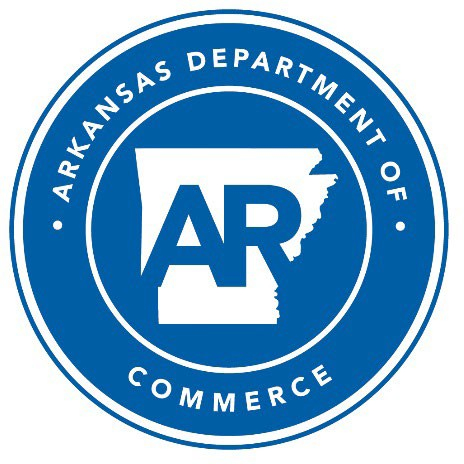 ARKANSAS DEPARTMENT OF
COMMERCE
AR